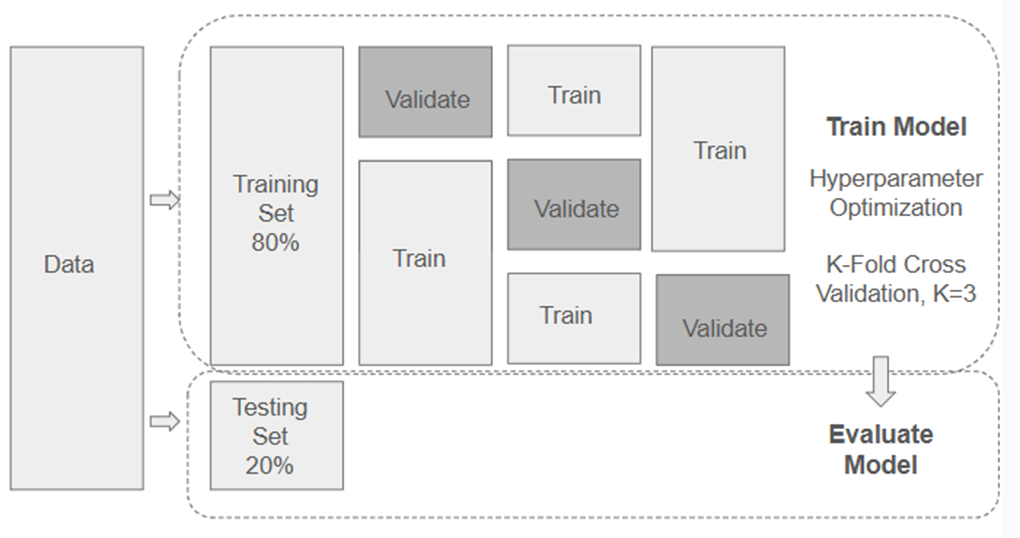 Data
Training
Set
80%
Validate
Train
Train
Validate
Train
Train
Validate
Train Model
Hyperparameter
Optimization
K-Fold Cross
Validation, K=3
Testing
Set
20%
Evaluate
Model